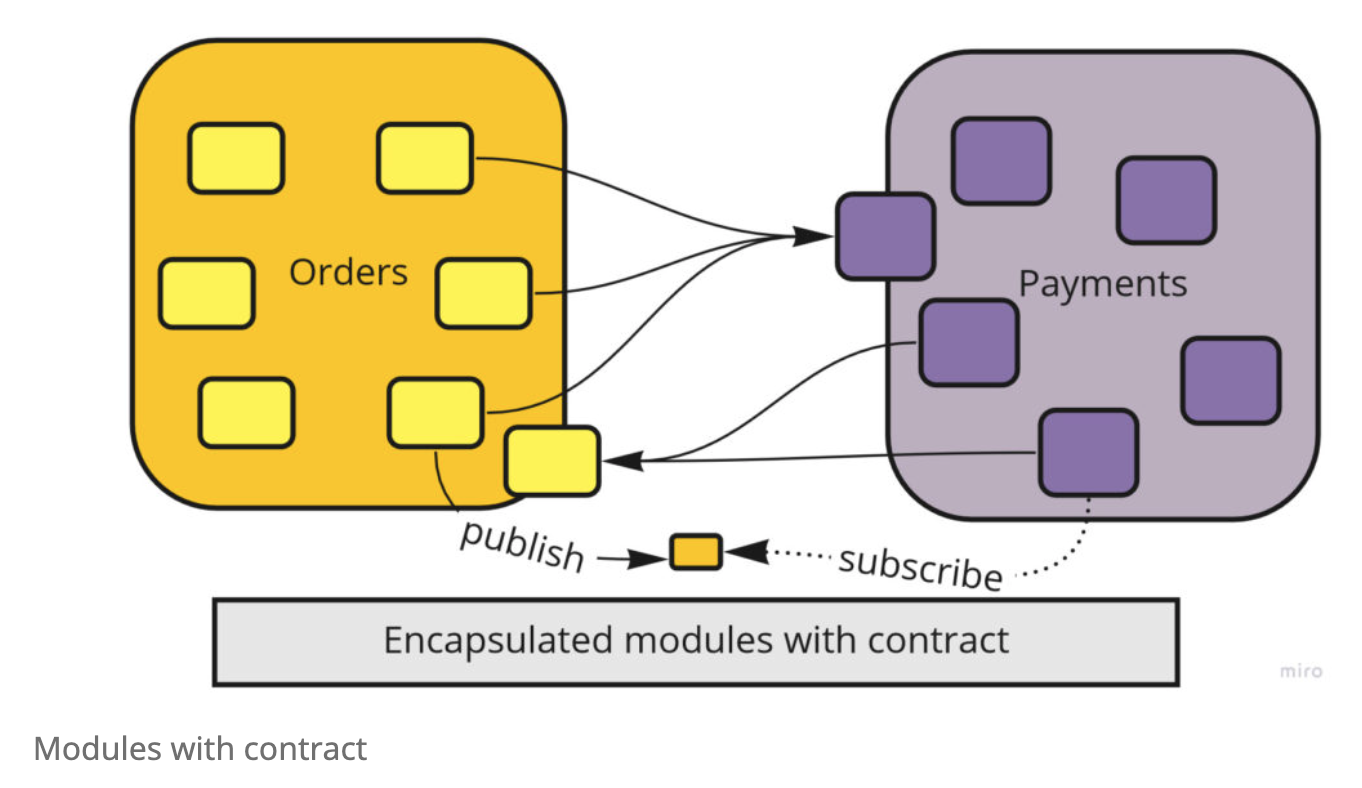 Orders
Payments
publish
subscribe
Encapsulated modules with contract
miro
Modules with contract